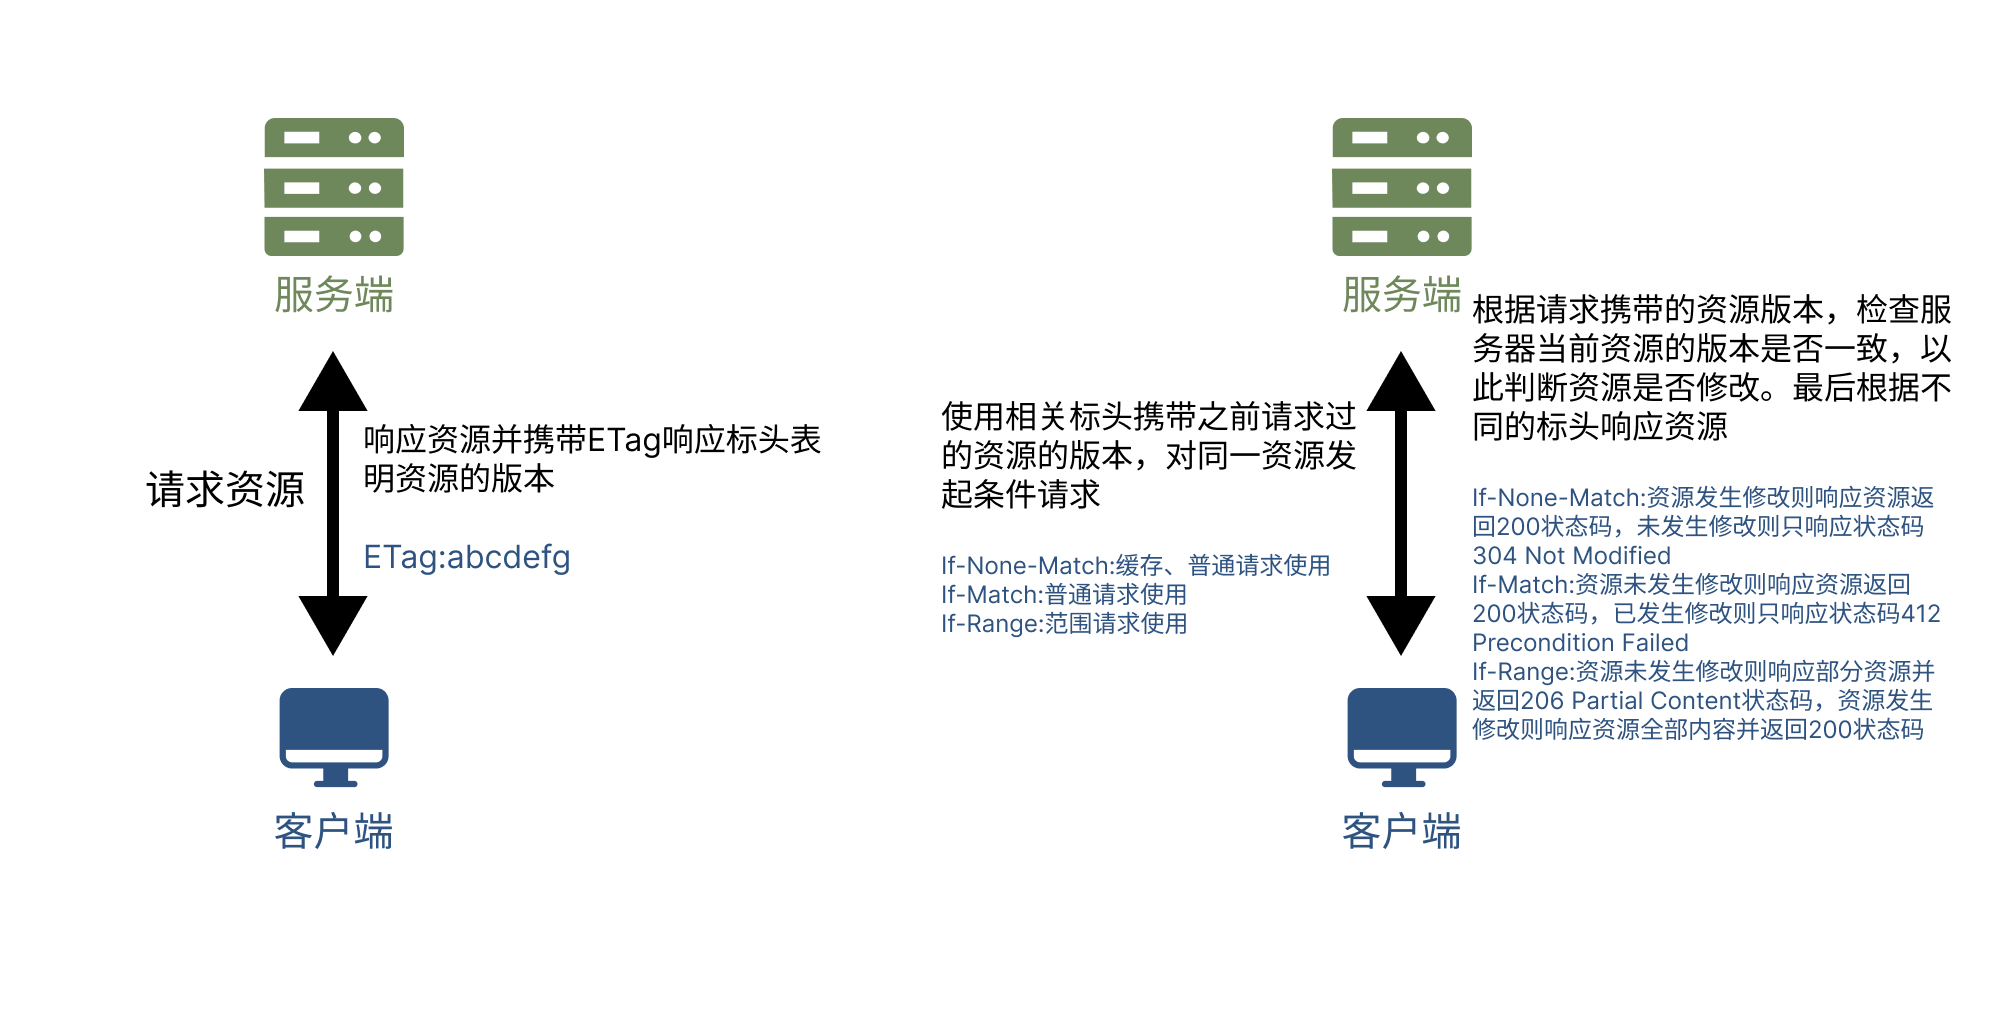 服务端
请求资源
响应资源并携带ETag响应标头表
明资源的版本
ETag:abcdefg
客户端
服务端
使用相关标头携带之前请求过
的资源的版本，对同一资源发
起条件请求
If-None-Match:缓存、普通请求使用
If-Match:普通请求使用
If-Range:范围请求使用
根据请求携带的资源版本，检查服
务器当前资源的版本是否一致，以
此判断资源是否修改。最后根据不
同的标头响应资源
If-None-Match:资源发生修改则响应资源返
回200状态码，未发生修改则只响应状态码
304 Not Modified
If-Match:资源未发生修改则响应资源返回
200状态码，已发生修改则只响应状态码412
Precondition Failed
If-Range:资源未发生修改则响应部分资源并
返回206 Partial Content状态码，资源发生
修改则响应资源全部内容并返回200状态码
客户端